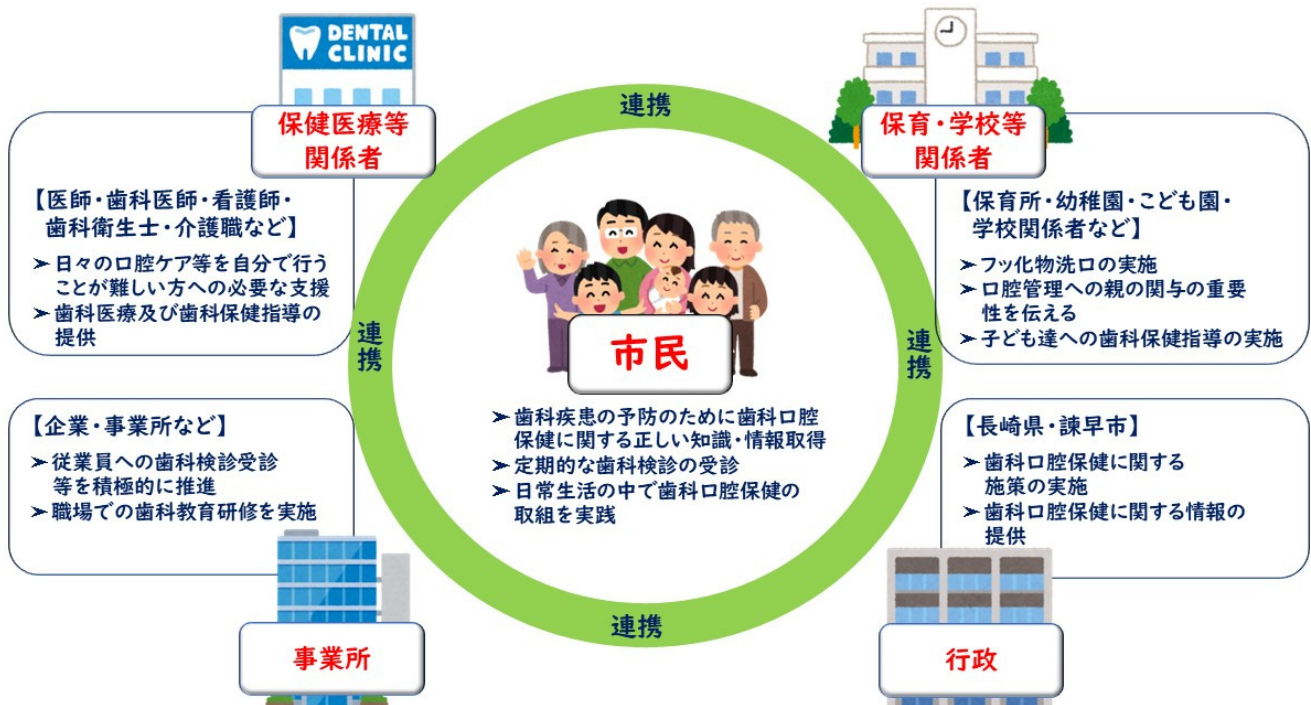 DENTAL
CLINIC
保健医療等
関係者
【医師・歯科医師・看護師・
歯科衛生士・介護職など】
➤日々の口腔ケア等を自分で行う
ことが難しい方への必要な支援
➤歯科医療及び歯科保健指導の
提供
連携
保育・学校等
関係者
【保育所・幼稚園・こども園・
学校関係者など】
➤フッ化物洗口の実施
➤口腔管理への親の関与の重要
性を伝える
➤子ども達への歯科保健指導の実施
連携
連携
市民
➤歯科疾患の予防のために歯科口腔
保健に関する正しい知識・情報取得
➤定期的な歯科検診の受診
➤日常生活の中で歯科口腔保健の
取組を実践
【企業・事業所など】
➤従業員への歯科検診受診
等を積極的に推進
➤職場での歯科教育研修を実施
事業所
連携
【長崎県・諫早市】
➤歯科口腔保健に関する
施策の実施
➤歯科口腔保健に関する情報の
提供
行政